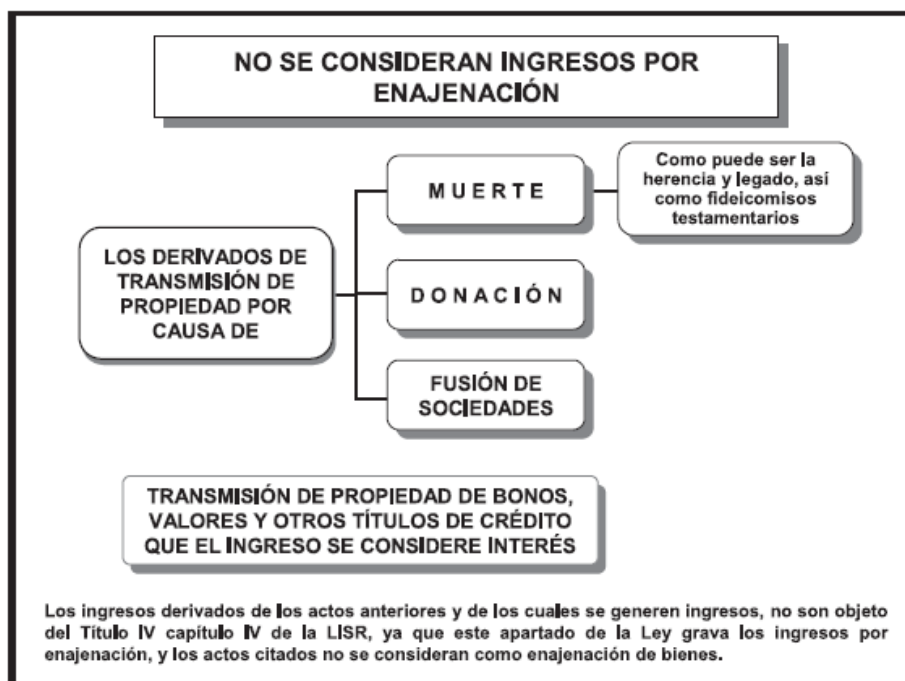 NO SE CONSIDERAN INGRESOS POR
ENAJENACIÓN
LOS DERIVADOS DE
TRANSMISIÓN DE
PROPIEDAD POR
CAUSA DE
MUERTE
Como puede ser la
herencia y legado, así
como fideicomisos
testamentarios
DONACIÓN
FUSIÓN DE
SOCIEDADES
TRANSMISIÓN DE PROPIEDAD DE BONOS,
VALORES Y OTROS TÍTULOS DE CRÉDITO
QUE EL INGRESO SE CONSIDERE INTERÉS
Los ingresos derivados de los actos anteriores y de los cuales se generen ingresos, no son objeto
del Título IV capítulo IV de la LISR, ya que este apartado de la Ley grava los ingresos por
enajenación, y los actos citados no se consideran como enajenación de bienes.